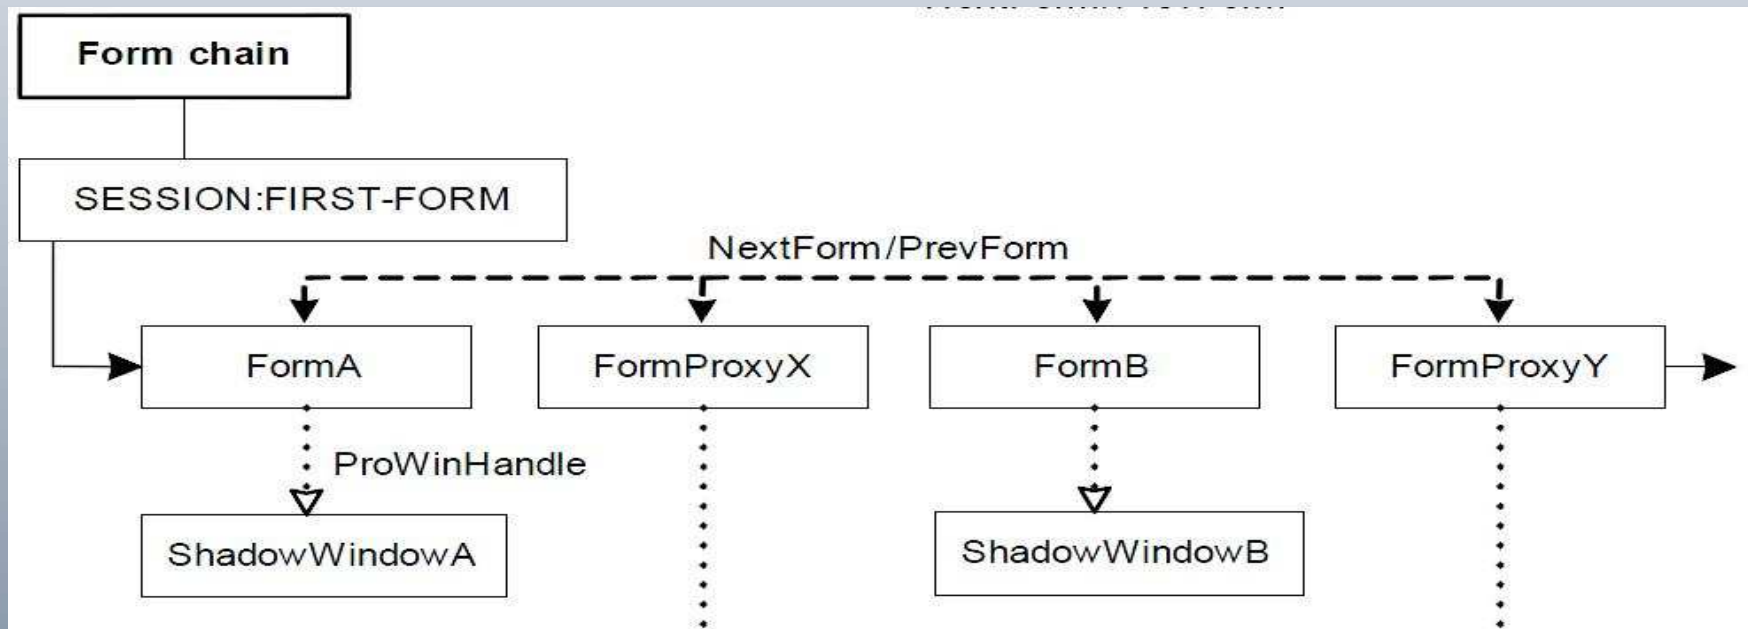 Form chain
SESSION:FIRST-FORM
NextForm/PrevForm
FormA
FormProxyX
FormB
FormProxyY
ProWinHandle
ShadowWindowA
ShadowWindowB